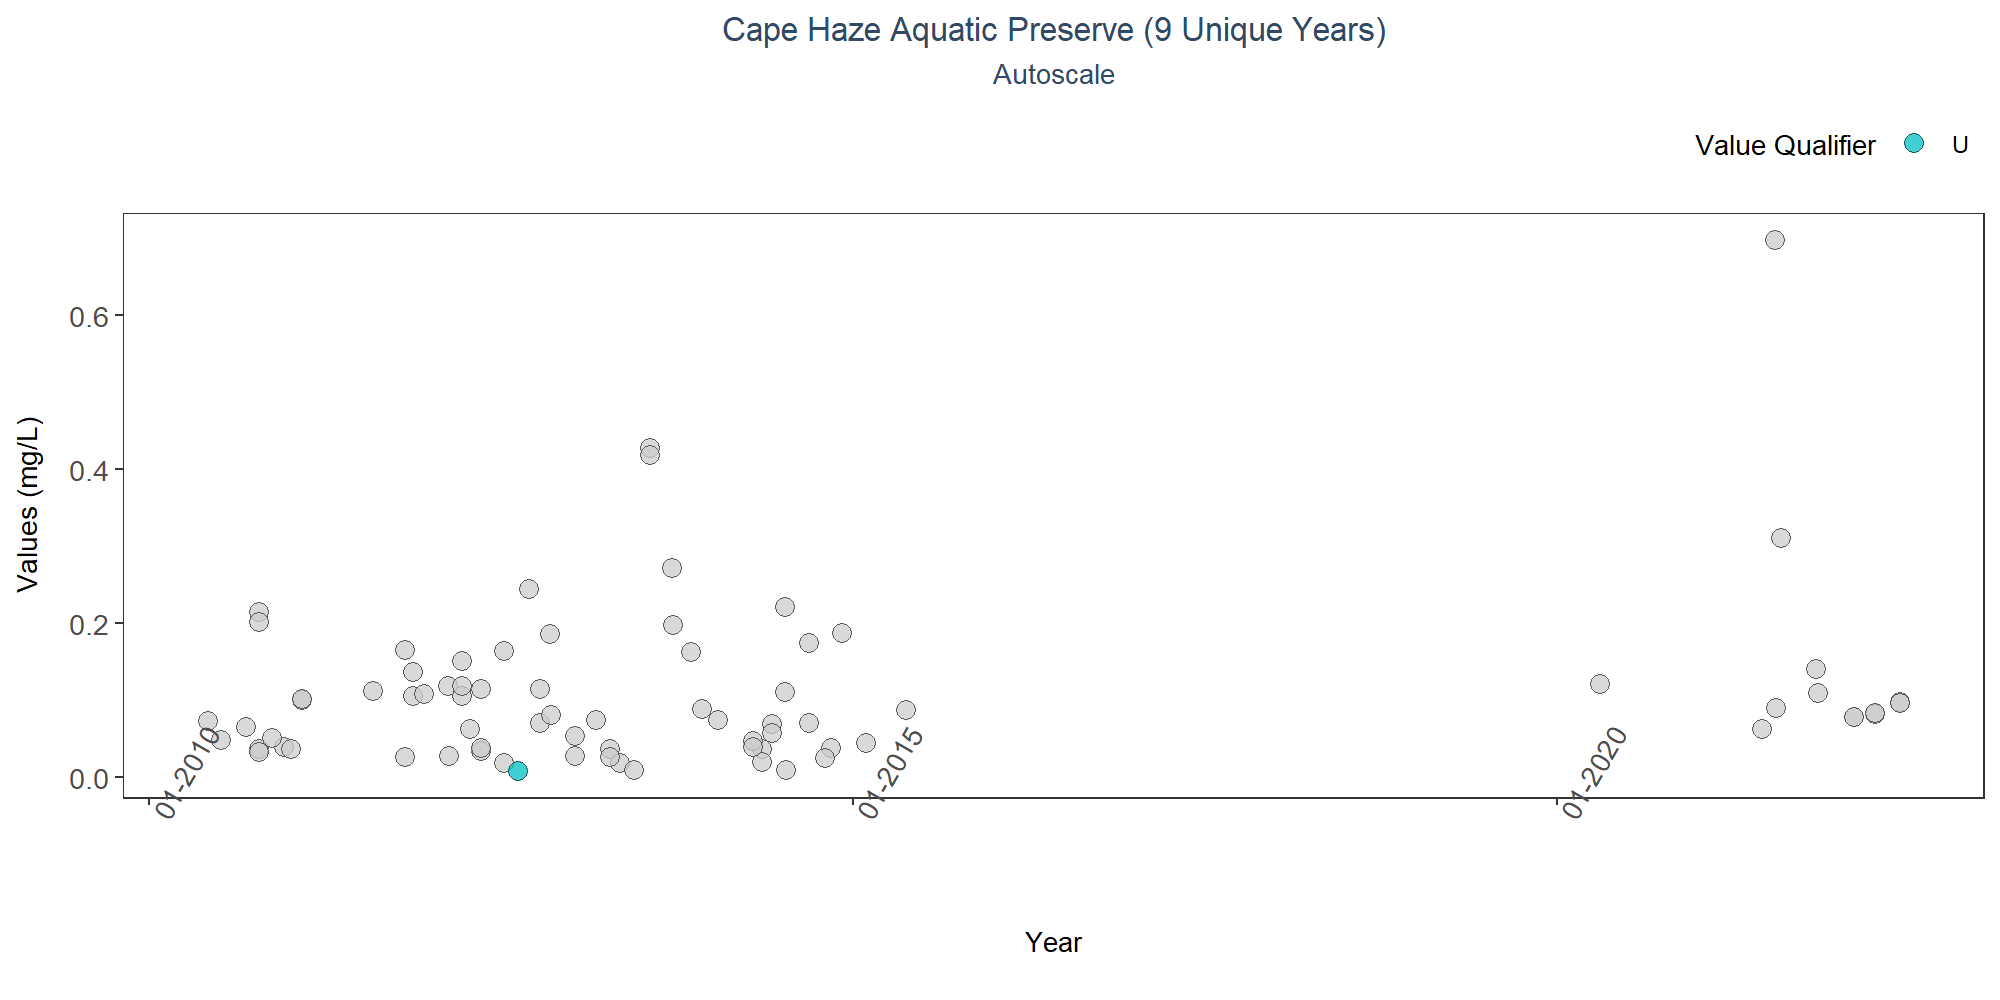 Cape Haze Aquatic Preserve (9 Unique Years)
Autoscale
Value Qualifier U
Values (mg/L)
0.6
0.4
0.2
0.0
01-2010
01-2015
01-2020
Year